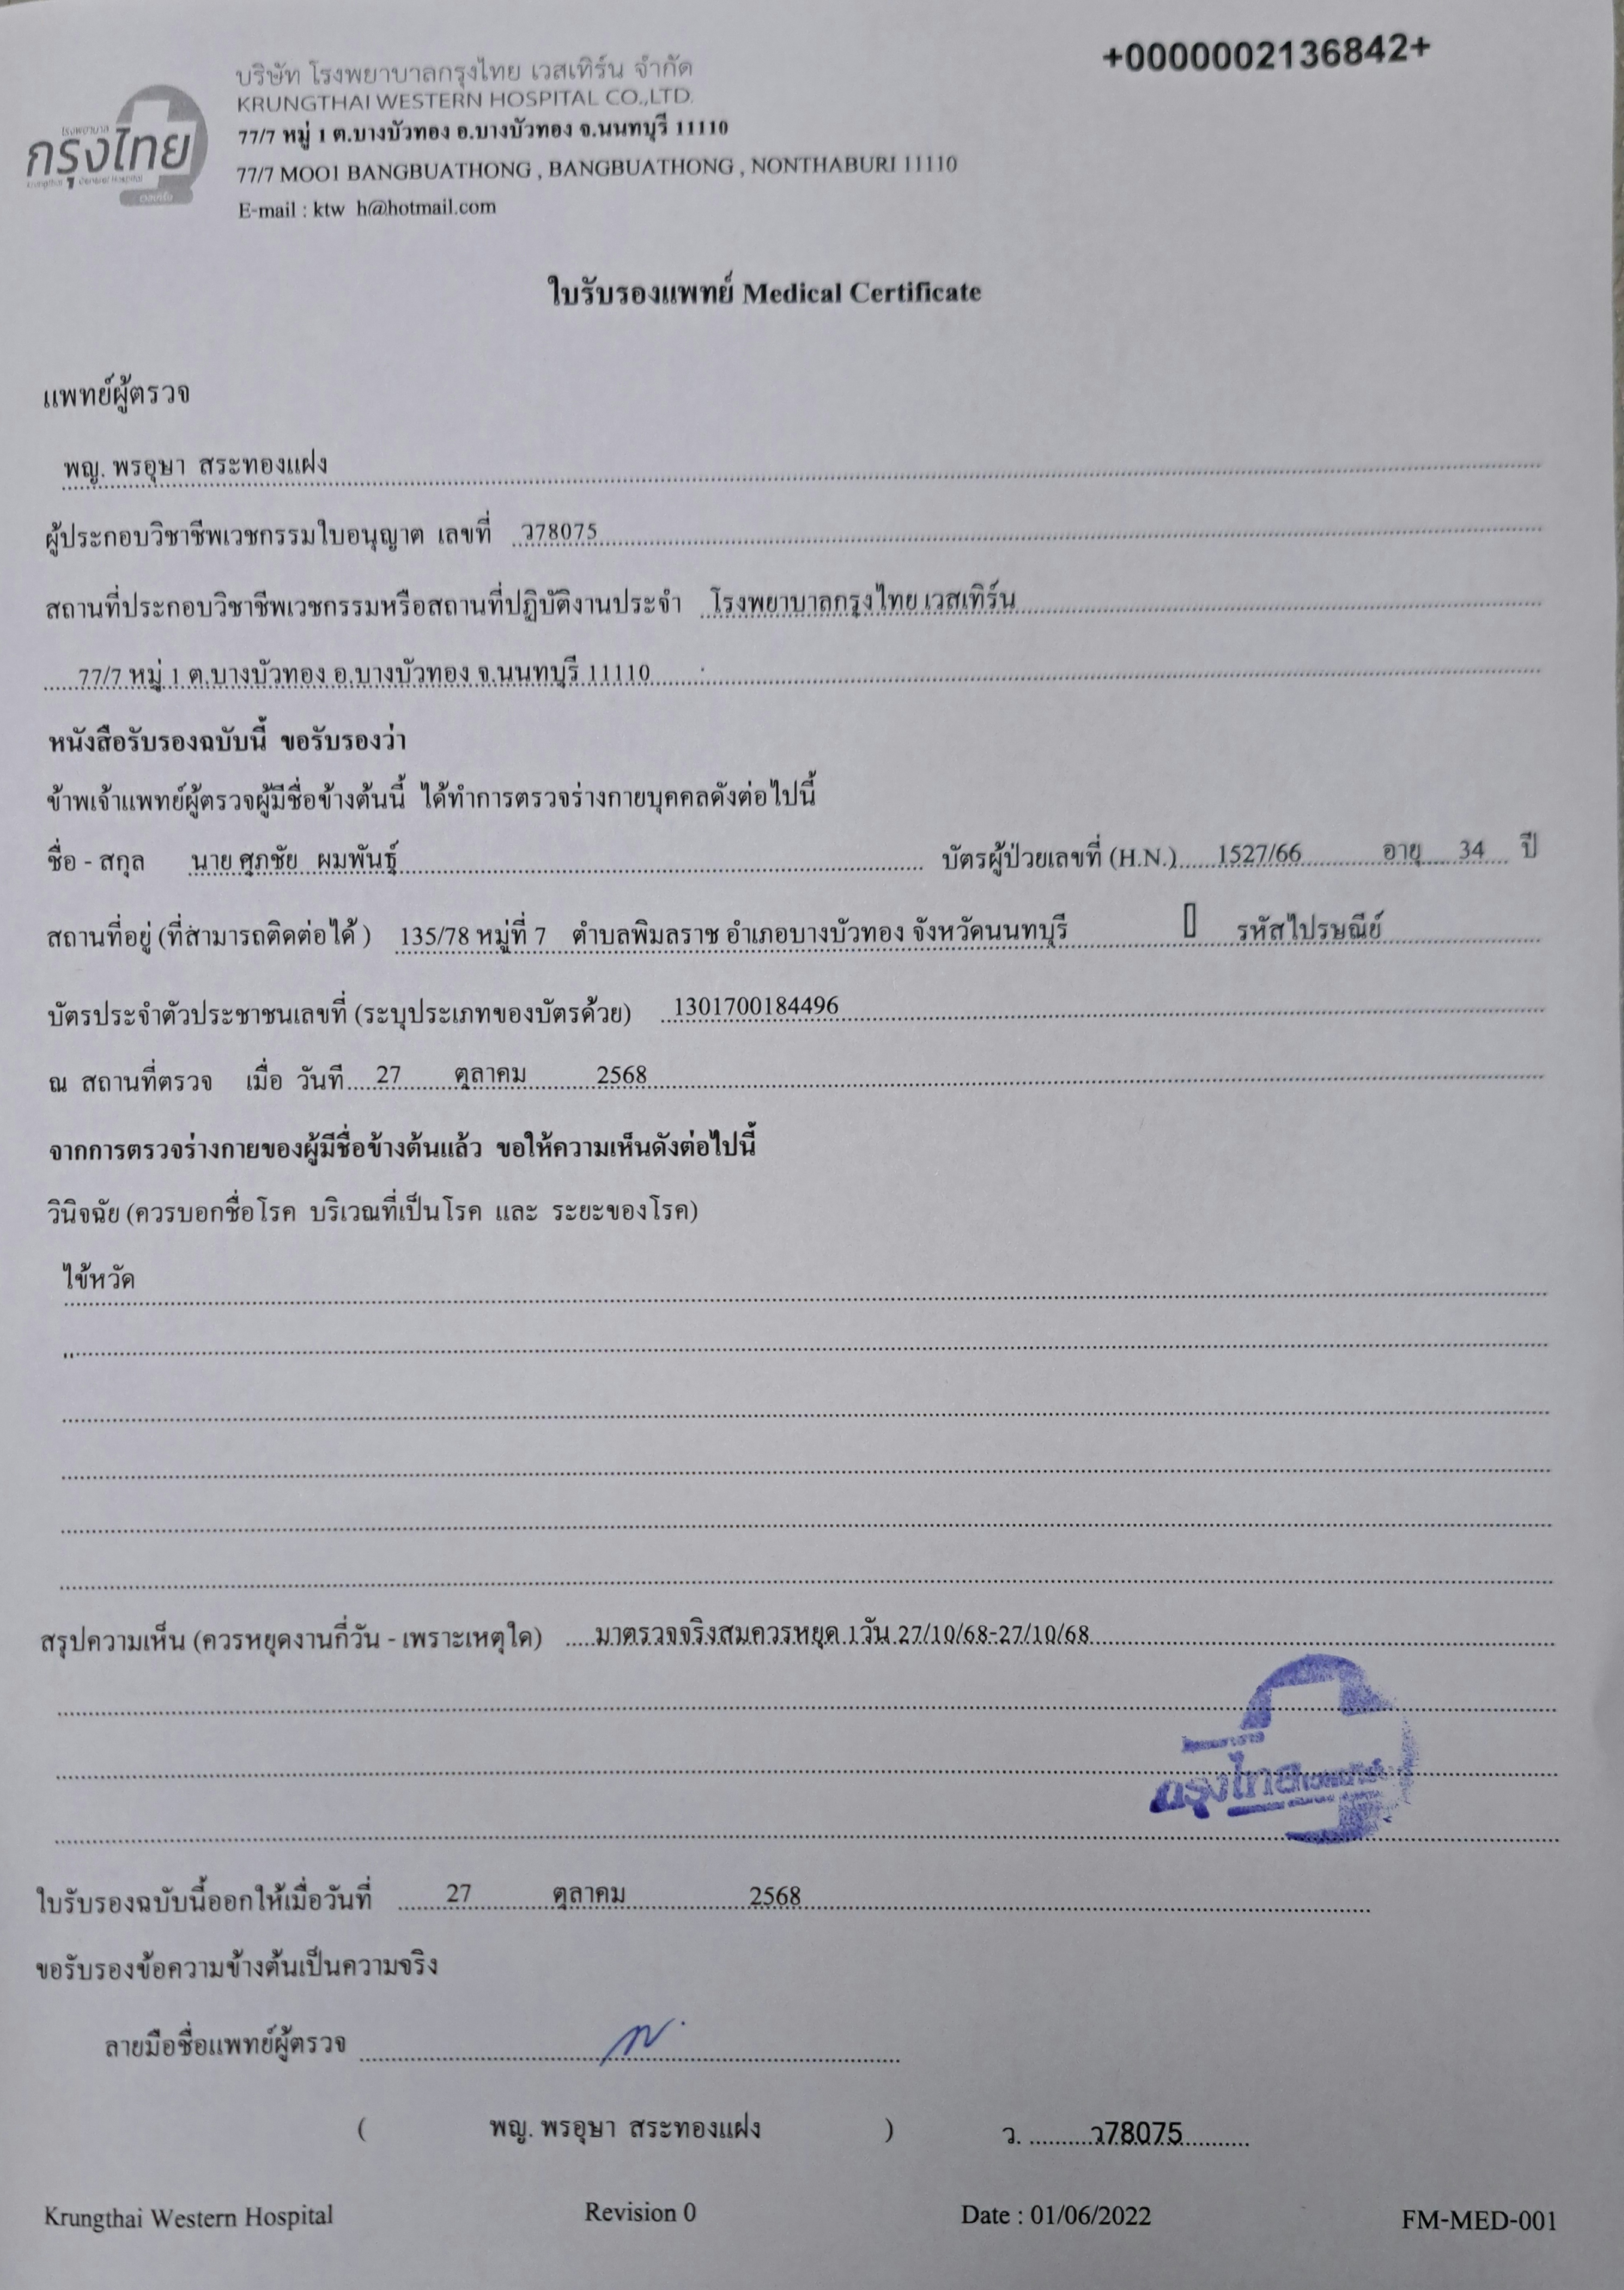 +0000002136842+
บริษัท โรงพยาบาลกรุงไทย เวสเทิร์น จำกัด
KRUNGTHAI WESTERN HOSPITAL CO.,LTD.
โรงพยาบาล
กรุงไทย
Krungthai General Hospital
เวสเทิร์น
77/7 หมู่ 1 ต.บางบัวทอง อ.บางบัวทอง จ.นนทบุรี 11110
77/7 MOO1 BANGBUATHONG , BANGBUATHONG , NONTHABURI 11110
E-mail : ktw h@hotmail.com
ใบรับรองแพทย์ Medical Certificate
แพทย์ผู้ตรวจ
พญ. พรอุษา สระทองแฝง
ผู้ประกอบวิชาชีพเวชกรรมใบอนุญาต เลขที่ ว78075
สถานที่ประกอบวิชาชีพเวชกรรมหรือสถานที่ปฏิบัติงานประจำ โรงพยาบาลกรุงไทย เวสเทิร์น
77/7 หมู่ 1 ต.บางบัวทอง อ.บางบัวทอง จ.นนทบุรี 11110
หนังสือรับรองฉบับนี้ ขอรับรองว่า
ข้าพเจ้าแพทย์ผู้ตรวจผู้มีชื่อข้างต้นนี้ ได้ทำการตรวจร่างกายบุคคลดังต่อไปนี้
ชื่อ - สกุล นาย ศุภชัย ผมพันธุ์ บัตรผู้ป่วยเลขที่ (H.N.) 1527/66 อายุ 34 ปี
สถานที่อยู่ (ที่สามารถติดต่อได้ ) 135/78 หมู่ที่ 7 ตำบลพิมลราช อำเภอบางบัวทอง จังหวัดนนทบุรี รหัสไปรษณีย์
บัตรประจำตัวประชาชนเลขที่ (ระบุประเภทของบัตรด้วย) 1301700184496
ณ สถานที่ตรวจ เมื่อ วันที่ 27 ตุลาคม 2568
จากการตรวจร่างกายของผู้มีชื่อข้างต้นแล้ว ขอให้ความเห็นดังต่อไปนี้
วินิจฉัย (ควรบอกชื่อโรค บริเวณที่เป็นโรค และ ระยะของโรค)
ไข้หวัด
สรุปความเห็น (ควรหยุดงานกี่วัน - เพราะเหตุใด) มาตรวจจริงสมควรหยุด 1วัน 27/10/68-27/10/68
กรุงไทย
ใบรับรองฉบับนี้ออกให้เมื่อวันที่ 27 ตุลาคม 2568
ขอรับรองข้อความข้างต้นเป็นความจริง
ลายมือชื่อแพทย์ผู้ตรวจ
( พญ. พรอุษา สระทองแฝง ) ว. ว78075
Krungthai Western Hospital Revision 0 Date : 01/06/2022 FM-MED-001